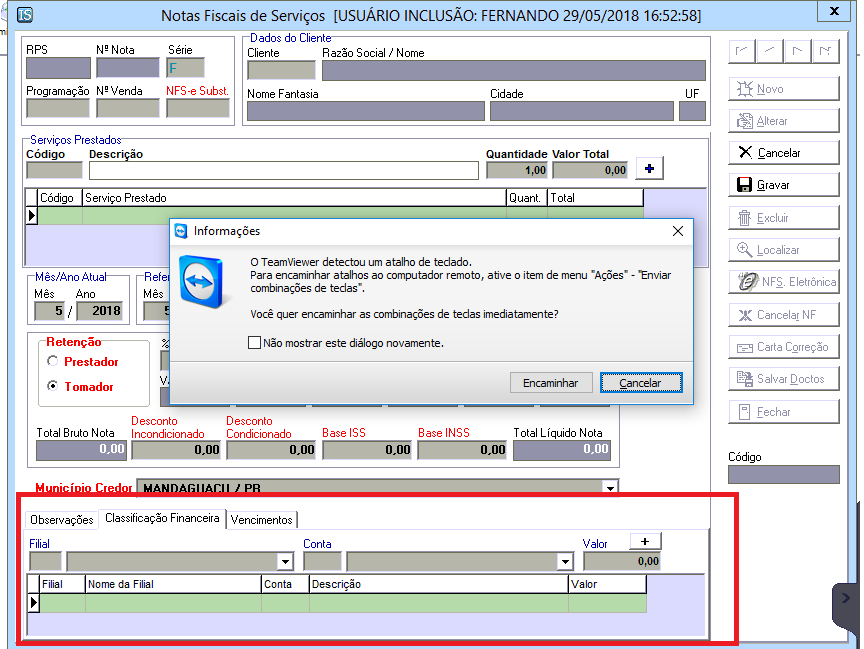 IS Notas Fiscais de Serviços [USUÁRIO INCLUSÃO: FERNANDO 29/05/2018 16:52:58] X
Dados do Cliente
RPS Nº Nota Série Cliente Razão Social / Nome
F
Programação Nº Venda NFS-e Subst. Nome Fantasia Cidade UF
Novo
Alterar
Cancelar
Gravar
Excluir
Localizar
NFS. Eletrônica
Cancelar NF
Carta Correção
Salvar Doctos
Fechar
Código
Serviços Prestados
Código Descrição Quantidade Valor Total
1,00 0,00 +
Código Serviço Prestado Quant. Total
Informações
O TeamViewer detectou um atalho de teclado.
Para encaminhar atalhos ao computador remoto, ative o item de menu "Ações" - "Enviar
combinações de teclas".
Você quer encaminhar as combinações de teclas imediatamente?
Não mostrar este diálogo novamente.
Encaminhar Cancelar
Mês/Ano Atual
Mês Ano Mês
5 / 2018 5
Retenção
Prestador
Tomador
Total Bruto Nota Desconto Incondicionado Desconto Condicionado Base ISS Base INSS Total Líquido Nota
0,00 0,00 0,00 0,00 0,00 0,00
Município Credor MANDAGUAÇU / PR
Observações Classificação Financeira Vencimentos
Filial Conta Valor +
0,00
Filial Nome da Filial Conta Descrição Valor